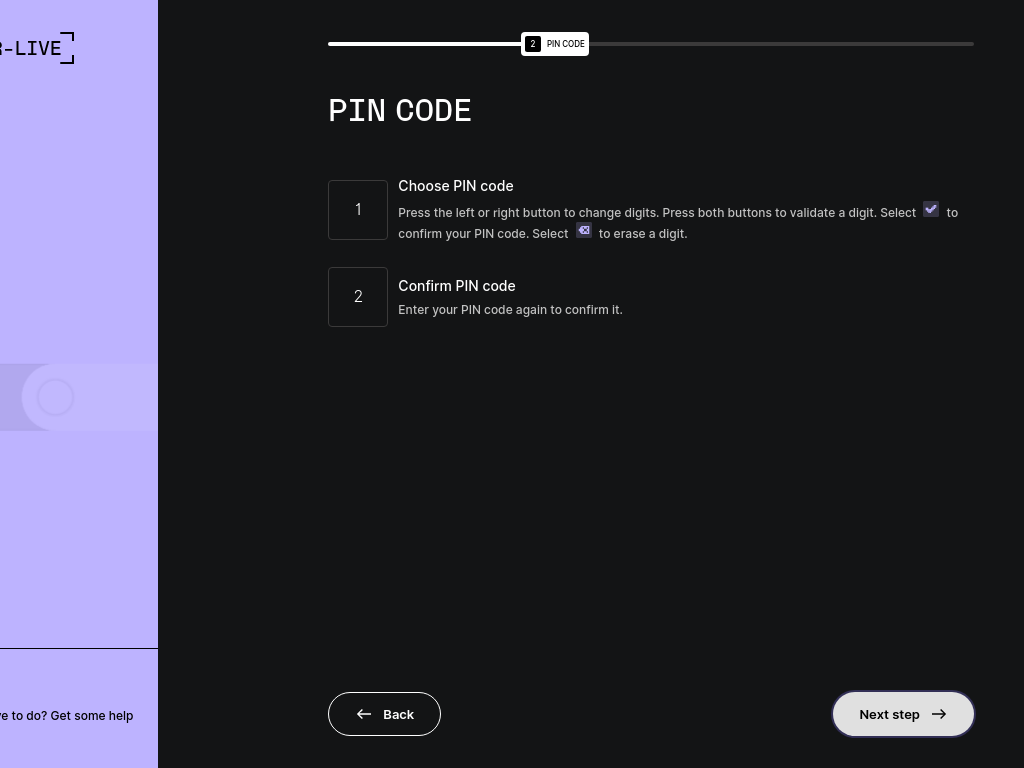 R-LIVE
2 PIN CODE
PIN CODE
1
Choose PIN code
Press the left or right button to change digits. Press both buttons to validate a digit. Select to
confirm your PIN code. Select to erase a digit.
2
Confirm PIN code
Enter your PIN code again to confirm it.
to do? Get some help
Back
Next step